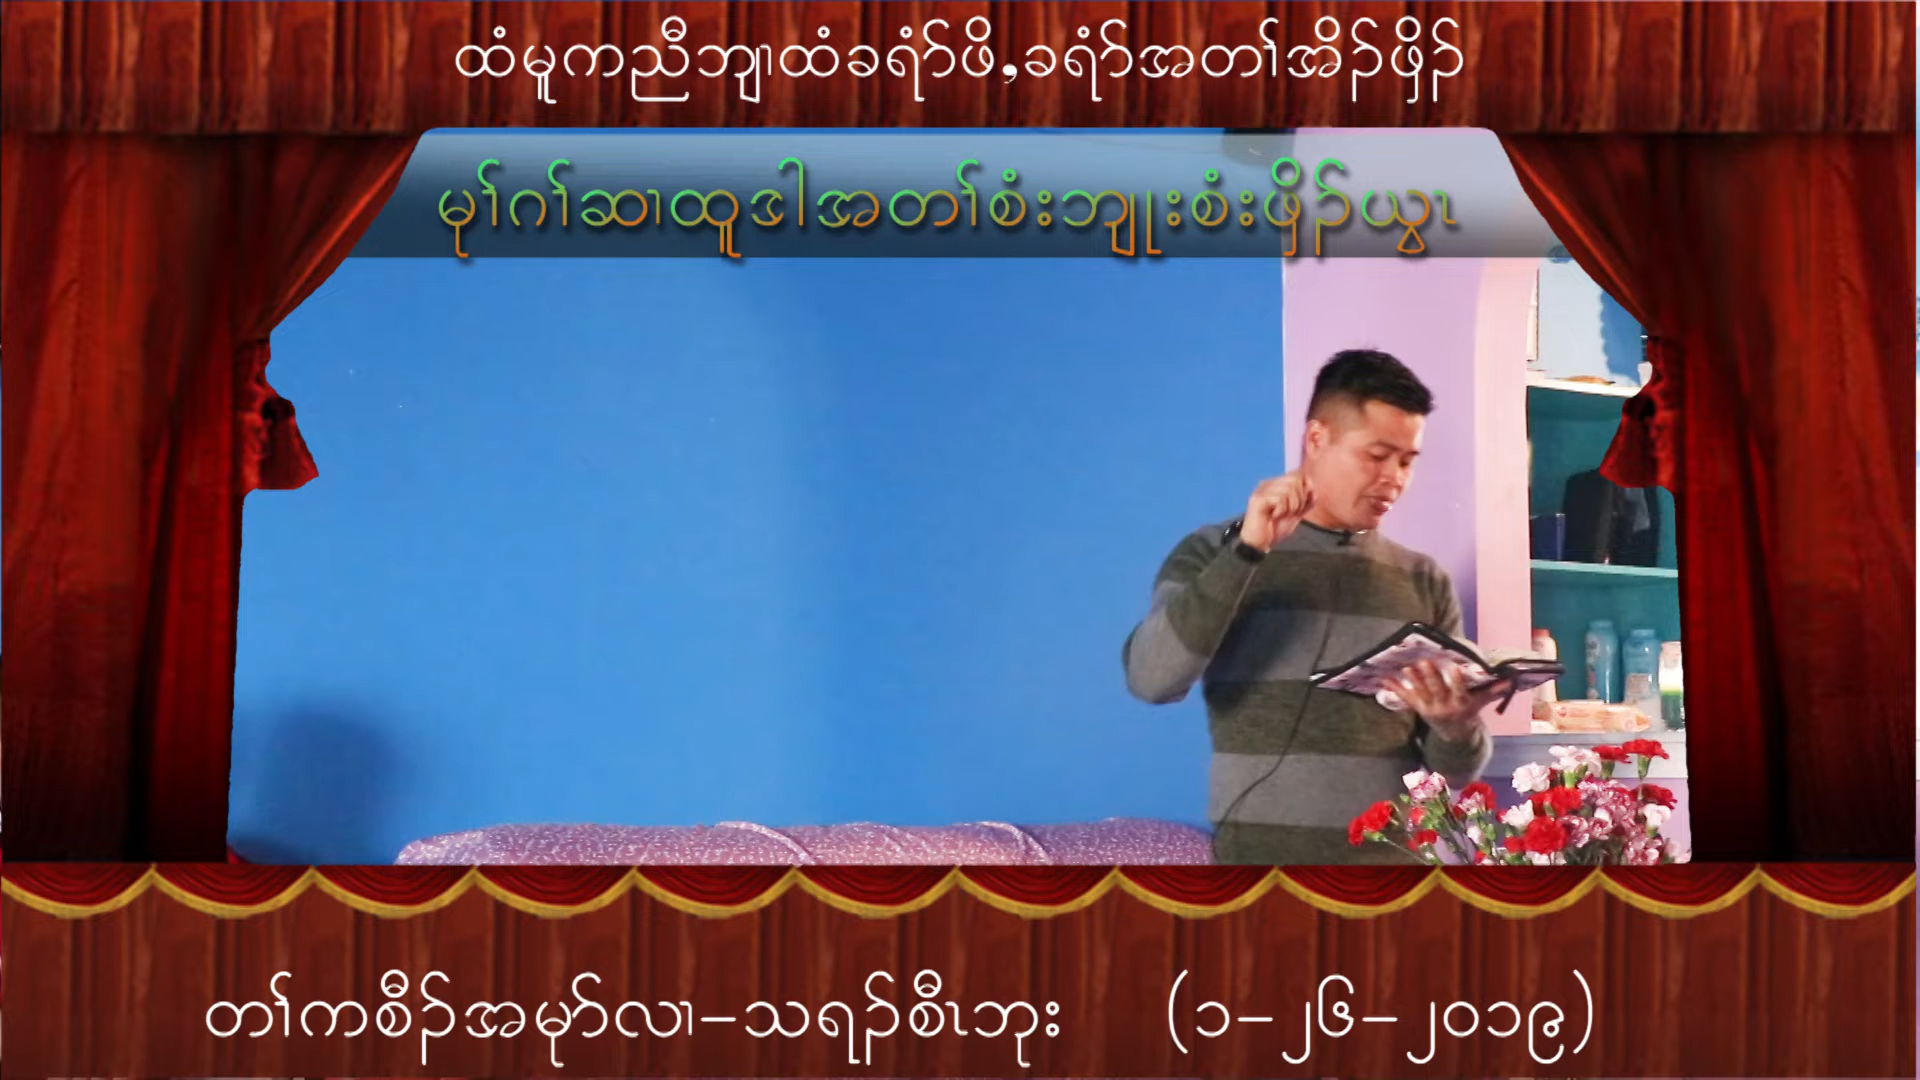 ထံမူကညီဘျၢထံခရံာ်ဖိ,ခရံာ်အတၢ်အိၣ်ဖှိၣ်
မုၢ်ဂၢ်ဆၢထူဒါအတၢ်စံးဘျုးစံးဖှိၣ်ယွၤ
တၢ်ကစီၣ်အမုာ်လၢ–သရၣ်စီၤဘုး (၁–၂၆–၂၀၁၉)